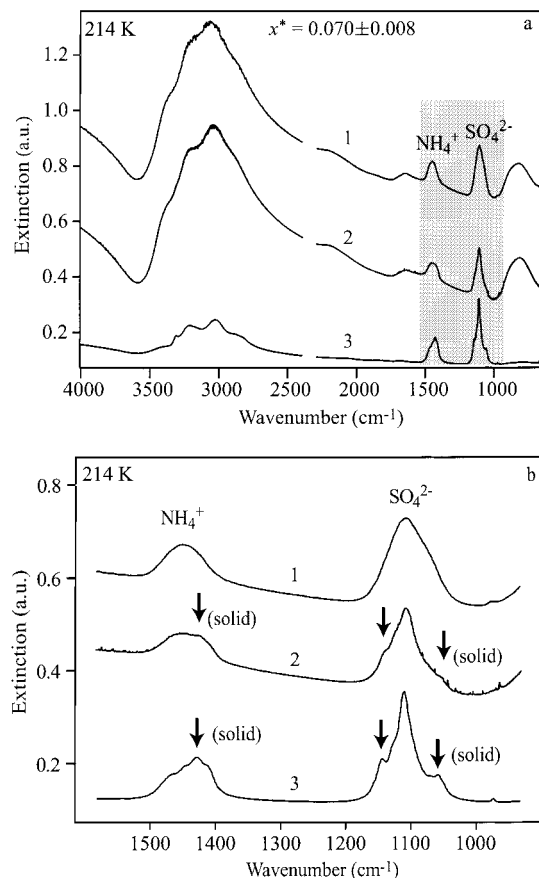 214 K x* = 0.070±0.008 a
1.2
1.0
0.8
0.6
0.4
0.2
Extinction (a.u.)
NH₄⁺ SO₄²⁻
1
2
3
4000 3500 3000 2500 2000 1500 1000
Wavenumber (cm⁻¹)
214 K b
0.8
0.6
0.4
0.2
Extinction (a.u.)
NH₄⁺ SO₄²⁻
1
(solid) 2 (solid)
(solid) 3 (solid)
1500 1400 1300 1200 1100 1000
Wavenumber (cm⁻¹)